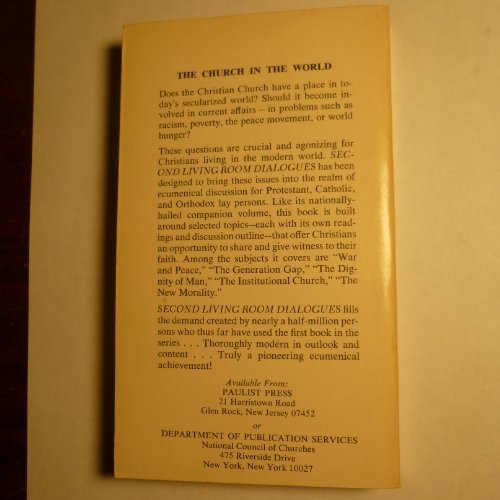 THE CHURCH IN THE WORLD
Does the Christian Church have a place in to-
day's secularized world? Should it become in-
volved in current affairs – in problems such as
racism, poverty, the peace movement, or world
hunger?
These questions are crucial and agonizing for
Christians living in the modern world. SEC-
OND LIVING ROOM DIALOGUES has been
designed to bring these issues into the realm of
ecumenical discussion for Protestant, Catholic,
and Orthodox lay persons. Like its nationally-
hailed companion volume, this book is built
around selected topics—each with its own read-
ings and discussion outline—that offer Christians
an opportunity to share and give witness to their
faith. Among the subjects it covers are “War
and Peace,” “The Generation Gap,” “The Dig-
nity of Man,” “The Institutional Church,” “The
New Morality.”
SECOND LIVING ROOM DIALOGUES fills
the demand created by nearly a half-million per-
sons who thus far have used the first book in the
series . . . Thoroughly modern in outlook and
content . . . Truly a pioneering ecumenical
achievement!
Available From:
PAULIST PRESS
21 Harristown Road
Glen Rock, New Jersey 07452
or
DEPARTMENT OF PUBLICATION SERVICES
National Council of Churches
475 Riverside Drive
New York, New York 10027